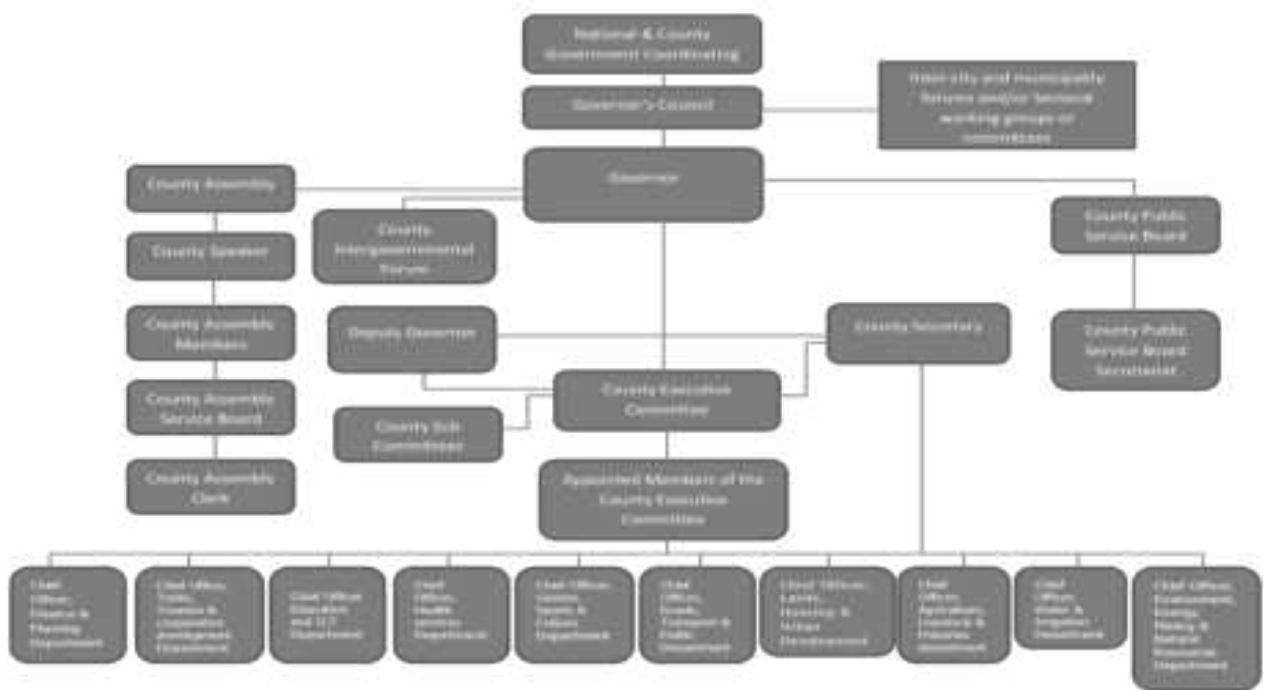 National & County
Government Coordinating
Governor's Council
Inter city and municipality
forums and/or Sectoral
working groups or
committees
Governor
County Assembly
County
Intergovernmental
Forum
County Public
Service Board
County Speaker
County Assembly
Members
Deputy Governor
County Secretary
County Public
Service Board
Secretariat
County Executive
Committee
County Assembly
Service Board
County Sub
Committees
County Assembly
Clerk
Appointed Members of the
County Executive
Committee
Chief
Officer,
Finance &
Planning
Department
Chief Officer,
Trade,
Tourism &
cooperative
development
Department
Chief Officer
Education
and ICT
Department
Chief
Officer,
Health
services
Department
Chief Officer,
Gender,
Sports &
Culture
Department
Chief
Officer,
Roads,
Transport &
Public
Department
Chief Officer,
Lands,
Housing &
Urban
Development
Chief
Officer,
Agriculture,
Livestock &
Fisheries
department
Chief
Officer,
Water &
Irrigation
Department
Chief Officer,
Environment,
Energy,
Mining &
Natural
Resources
Department